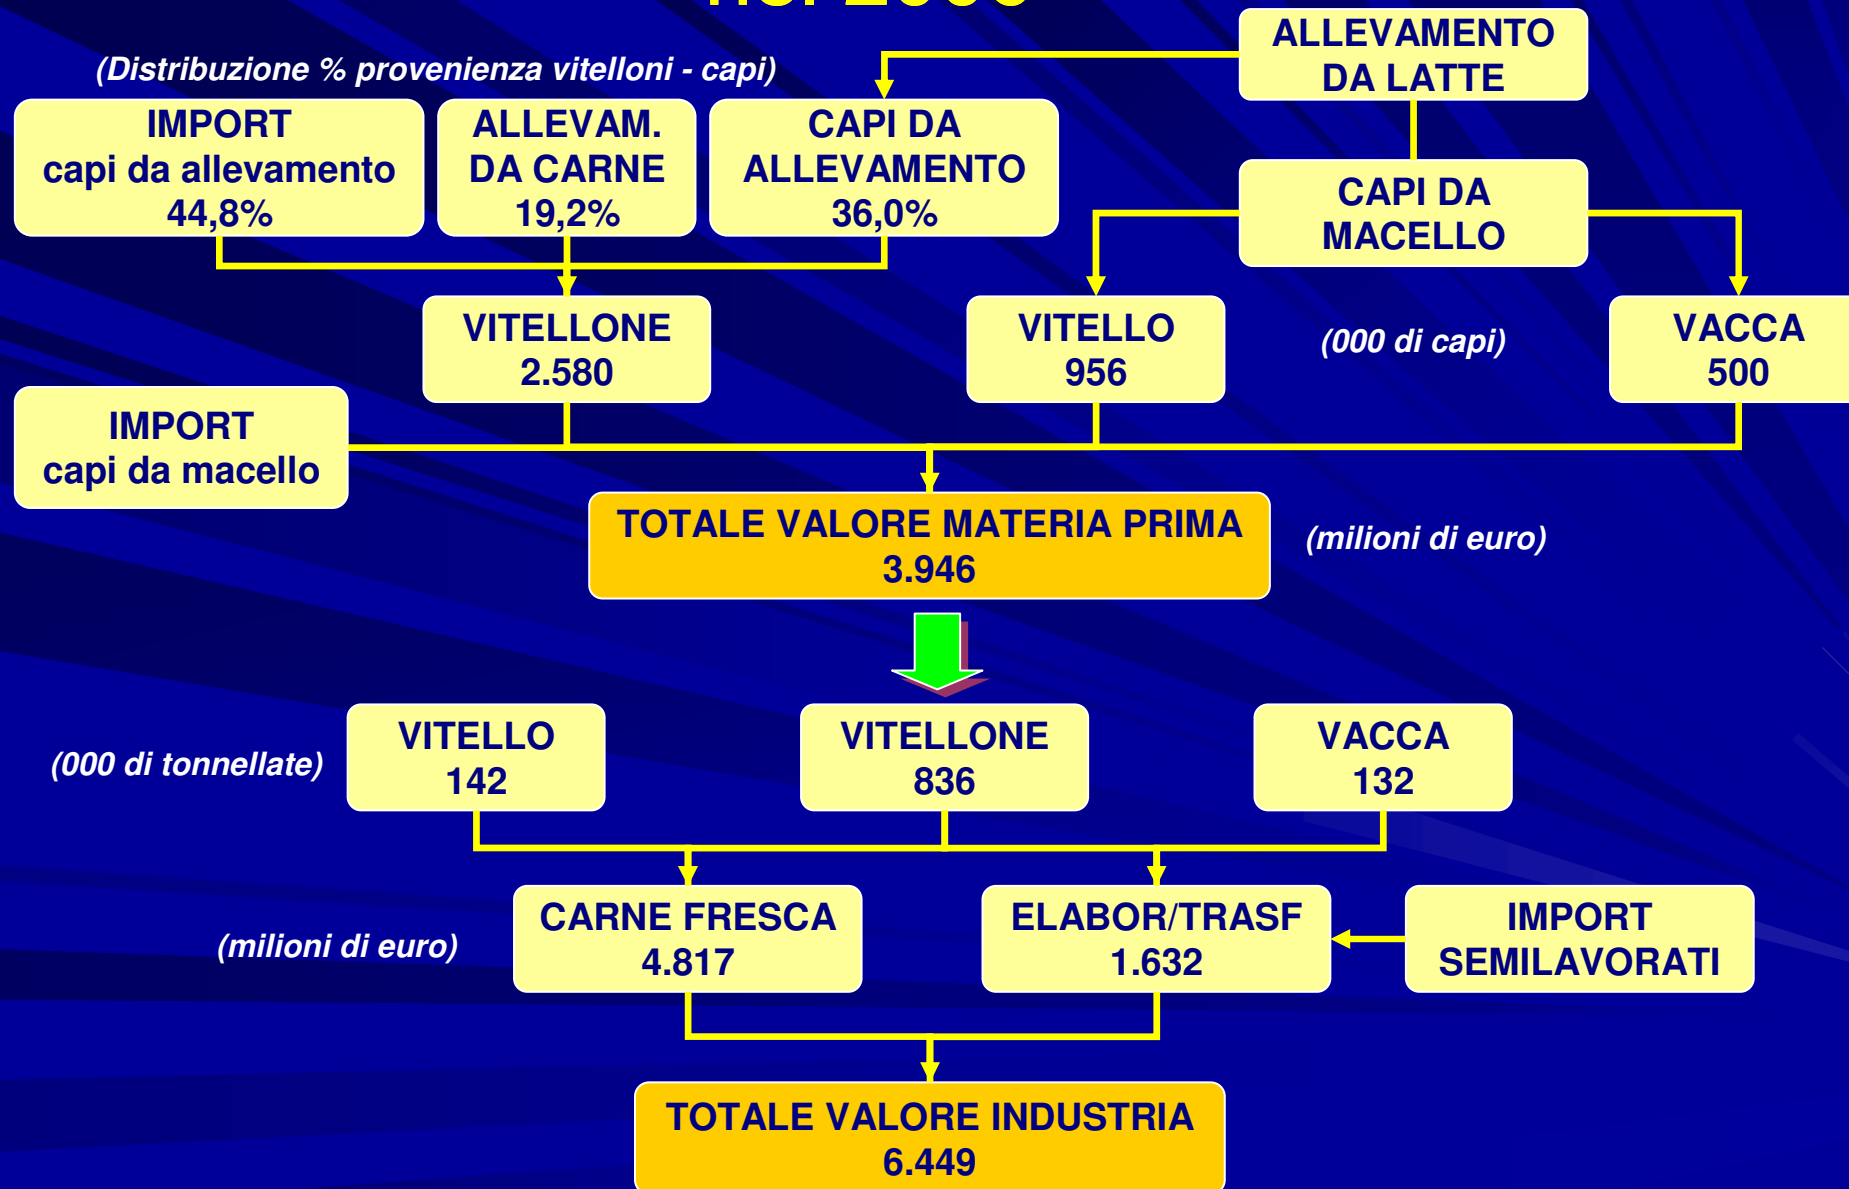 ALLEVAMENTO
DA LATTE
(Distribuzione % provenienza vitelloni - capi)
IMPORT
capi da allevamento
44,8%
ALLEVAM.
DA CARNE
19,2%
CAPI DA
ALLEVAMENTO
36,0%
CAPI DA
MACELLO
VITELLONE
2.580
VITELLO
956
(000 di capi)
VACCA
500
IMPORT
capi da macello
TOTALE VALORE MATERIA PRIMA
3.946
(milioni di euro)
(000 di tonnellate)
VITELLO
142
VITELLONE
836
VACCA
132
(milioni di euro)
CARNE FRESCA
4.817
ELABOR/TRASF
1.632
IMPORT
SEMILAVORATI
TOTALE VALORE INDUSTRIA
6.449